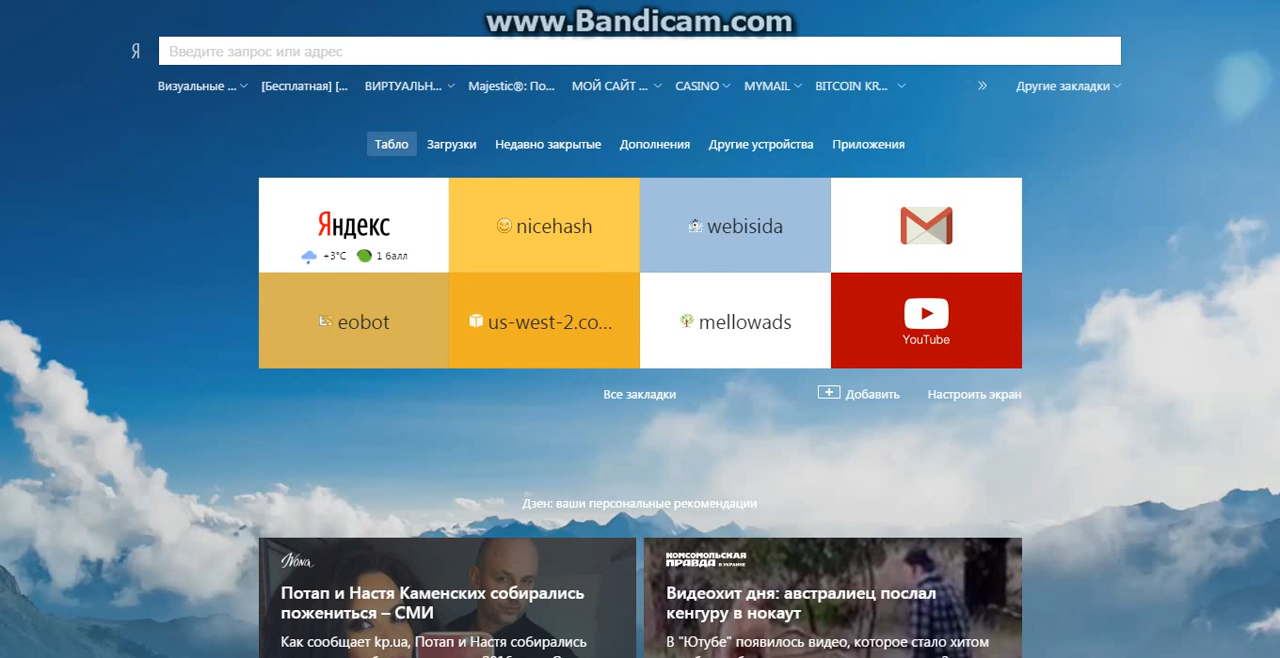 www.Bandicam.com
Я
Введите запрос или адрес
Визуальные ... [Бесплатная] [... ВИРТУАЛЬН... Majestic®: По... МОЙ САЙТ ... CASINO MYMAIL BITCOIN KR... » Другие закладки
Табло Загрузки Недавно закрытые Дополнения Другие устройства Приложения
Яндекс
+3°C 1 балл
nicehash
webisida
eobot
us-west-2.co...
mellowads
YouTube
Все закладки
Добавить
Настроить экран
Дзен: ваши персональные рекомендации
Nona
Потап и Настя Каменских собирались
пожениться – СМИ
Как сообщает kp.ua, Потап и Настя собирались
КОМСОМОЛЬСКАЯ
ПРАВДА В УКРАИНЕ
Видеохит дня: австралиец послал
кенгуру в нокаут
В "Ютубе" появилось видео, которое стало хитом